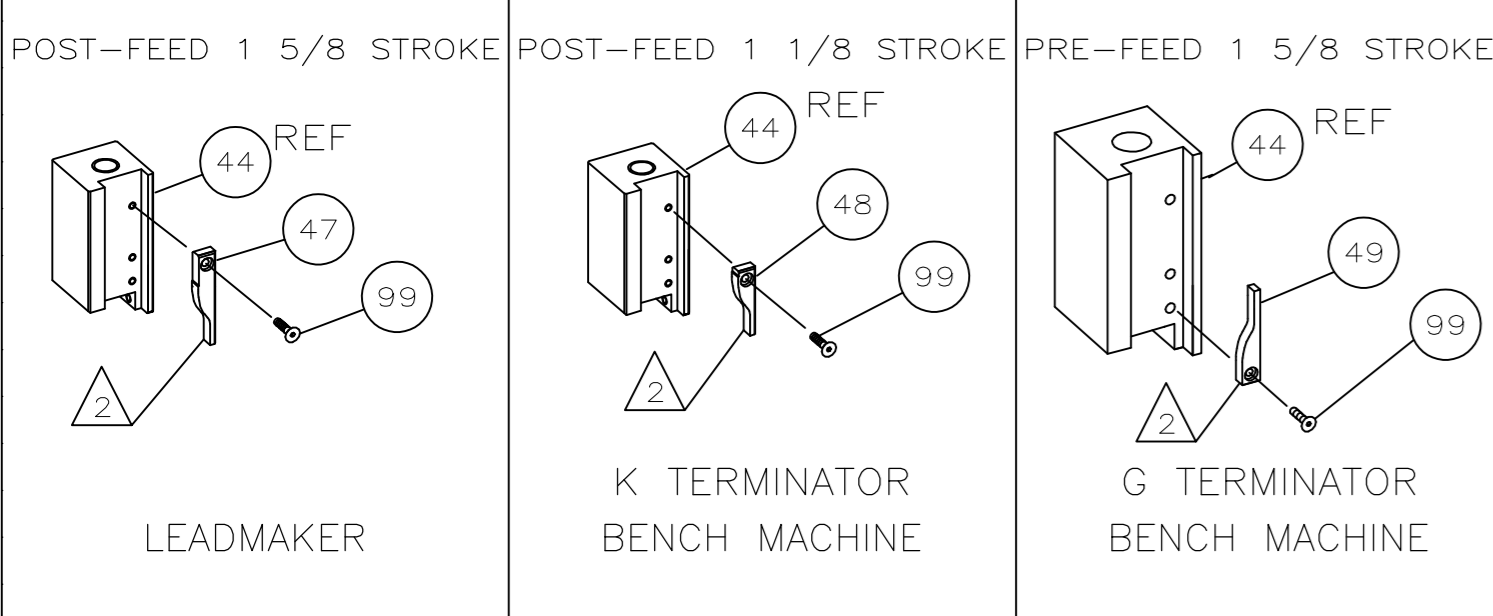 POST-FEED 1 5/8 STROKE
44
REF
47
99
2
LEADMAKER
POST-FEED 1 1/8 STROKE
44
REF
48
99
2
K TERMINATOR
BENCH MACHINE
PRE-FEED 1 5/8 STROKE
44
REF
49
99
2
G TERMINATOR
BENCH MACHINE